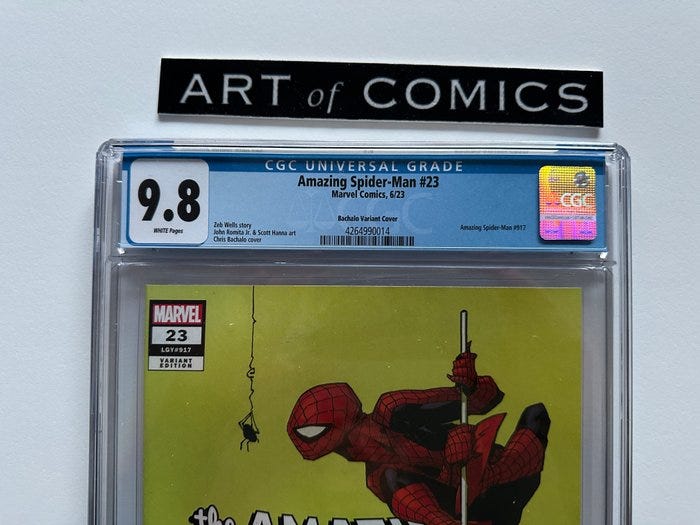 ART of COMICS
CGC UNIVERSAL GRADE
9.8
WHITE Pages
Amazing Spider-Man #23
Marvel Comics, 6/23
Bachalo Variant Cover
Zeb Wells story
John Romita Jr. & Scott Hanna art
Chris Bachalo cover
4264990014
Amazing Spider-Man #917
CGC
MARVEL
23
LGY#917
VARIANT
EDITION
the